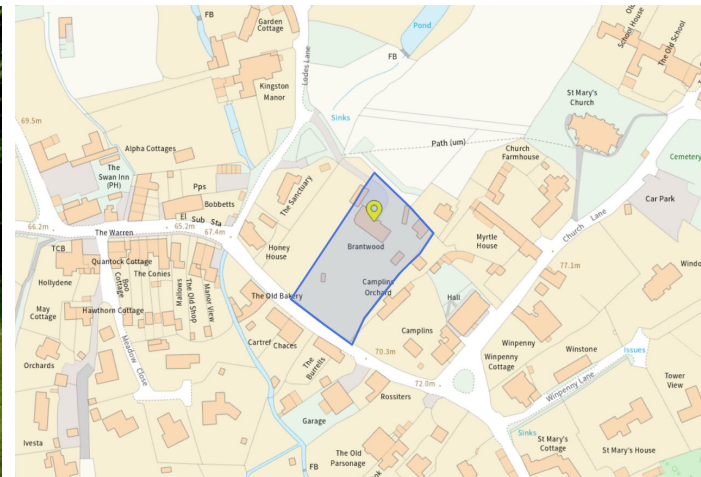 FB
Garden
Cottage
Lodes Lane
Pond
FB
Old
School House
The Old School
Kingston
Manor
St Mary's
Church
Sinks
69.5m
Alpha Cottages
Path (um)
Church
Farmhouse
Cemetery
The
Swan Inn
(PH)
Pps
Bobbetts
The Sanctuary
Car Park
El Sub Sta
66.2m
The Warren
65.2m
67.4m
Brantwood
Myrtle
House
Church Lane
TCB
Quantock Cottage
Honey
House
77.1m
Hollydene
Boo
Cottage
The Conies
Mallows
The Old Shop
Manor View
Camplins
Orchard
Hall
The Old Bakery
May
Cottage
Hawthorn Cottage
Camplins
Winpenny
Cartref
Chaces
70.3m
Winpenny
Cottage
Winstone
Issues
Meadow Close
Orchards
The
Burrells
72.0m
Winpenny Lane
Tower
View
Rossiters
Garage
Sinks
Ivesta
The Old
Parsonage
St Mary's
Cottage
St Mary's House
FB